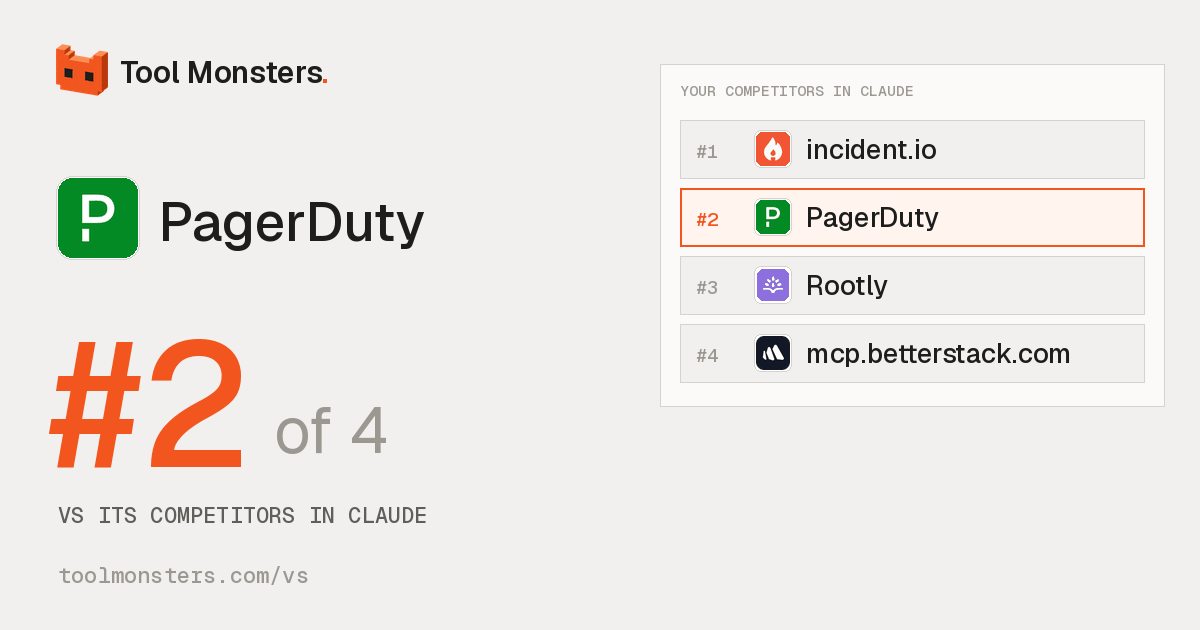 Tool Monsters.
PagerDuty
#2 of 4
VS ITS COMPETITORS IN CLAUDE
toolmonsters.com/vs
YOUR COMPETITORS IN CLAUDE
#1 incident.io
#2 PagerDuty
#3 Rootly
#4 mcp.betterstack.com